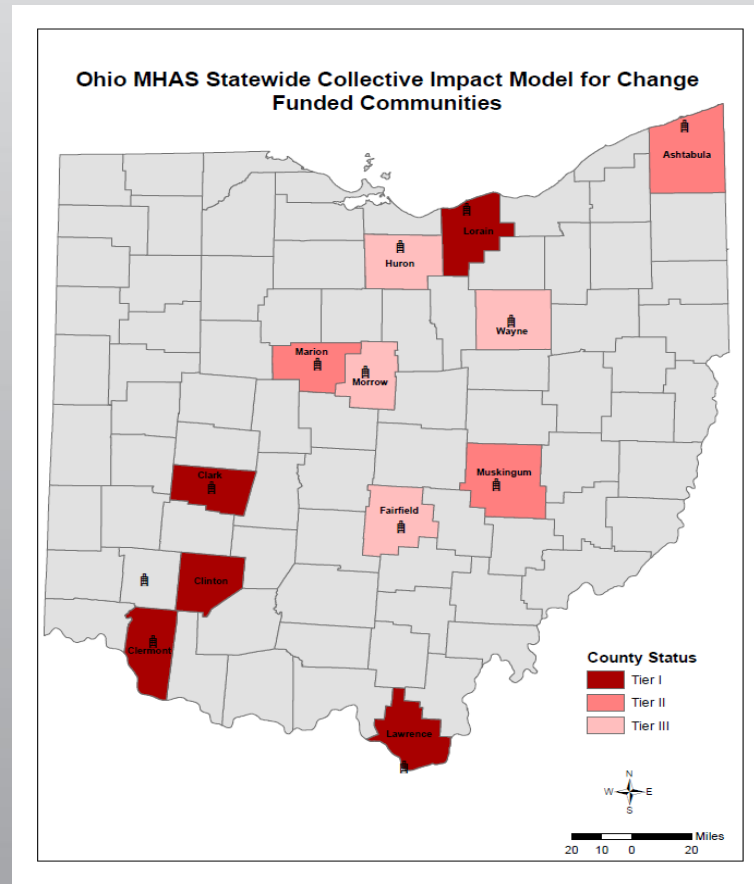 Ohio MHAS Statewide Collective Impact Model for Change
Funded Communities
Ashtabula
Lorain
Huron
Wayne
Marion
Morrow
Muskingum
Clark
Fairfield
Clinton
Clermont
Lawrence
County Status
Tier I
Tier II
Tier III
N
W E
S
Miles
20 10 0 20